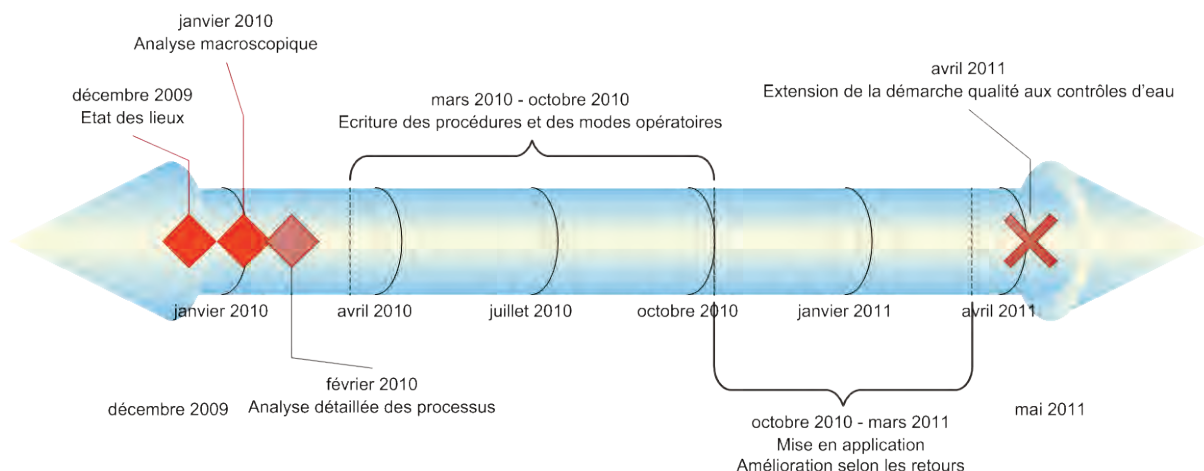 janvier 2010
Analyse macroscopique
décembre 2009
Etat des lieux
mars 2010 - octobre 2010
Ecriture des procédures et des modes opératoires
avril 2011
Extension de la démarche qualité aux contrôles d'eau
janvier 2010
avril 2010
juillet 2010
octobre 2010
janvier 2011
avril 2011
février 2010
Analyse détaillée des processus
décembre 2009
octobre 2010 - mars 2011
Mise en application
Amélioration selon les retours
mai 2011